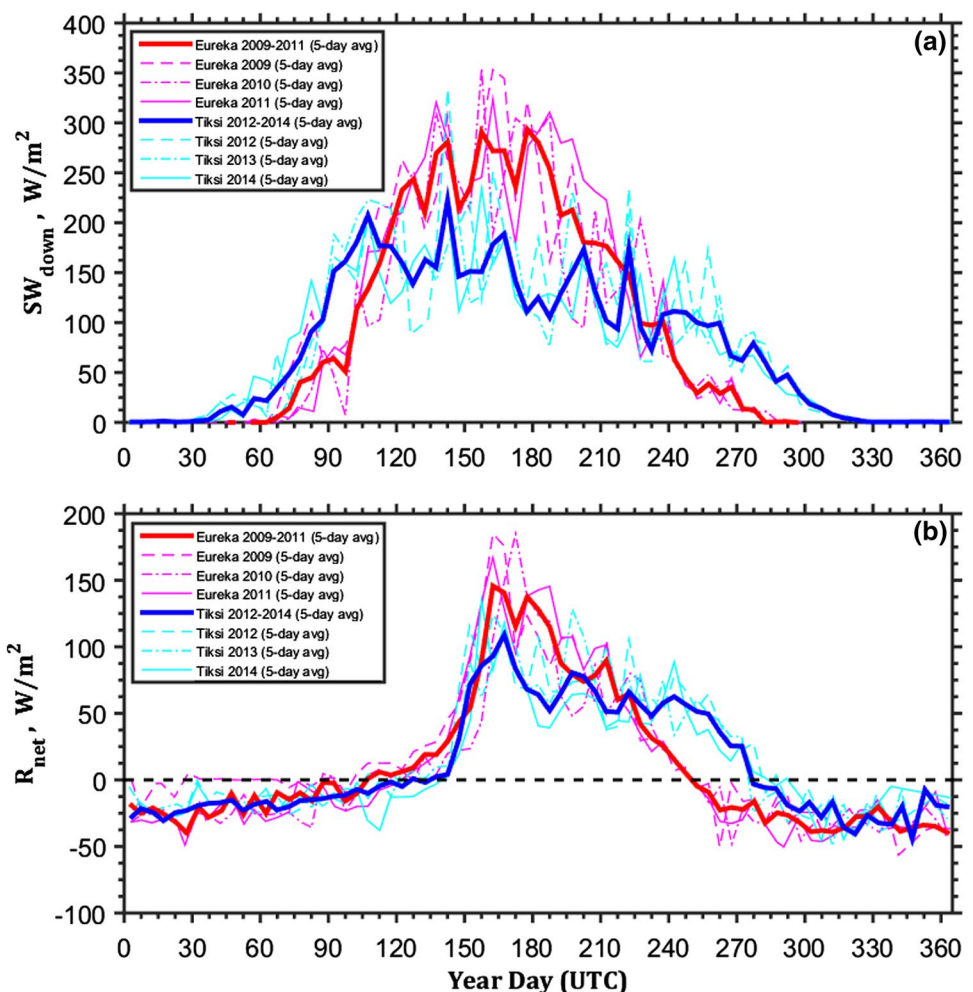 (a)
400
350
300
250
200
150
100
50
0
SW_down , W/m²
Eureka 2009-2011 (5-day avg)
Eureka 2009 (5-day avg)
Eureka 2010 (5-day avg)
Eureka 2011 (5-day avg)
Tiksi 2012-2014 (5-day avg)
Tiksi 2012 (5-day avg)
Tiksi 2013 (5-day avg)
Tiksi 2014 (5-day avg)
0 30 60 90 120 150 180 210 240 270 300 330 360
(b)
200
150
100
50
0
-50
-100
R_net , W/m²
Eureka 2009-2011 (5-day avg)
Eureka 2009 (5-day avg)
Eureka 2010 (5-day avg)
Eureka 2011 (5-day avg)
Tiksi 2012-2014 (5-day avg)
Tiksi 2012 (5-day avg)
Tiksi 2013 (5-day avg)
Tiksi 2014 (5-day avg)
0 30 60 90 120 150 180 210 240 270 300 330 360
Year Day (UTC)